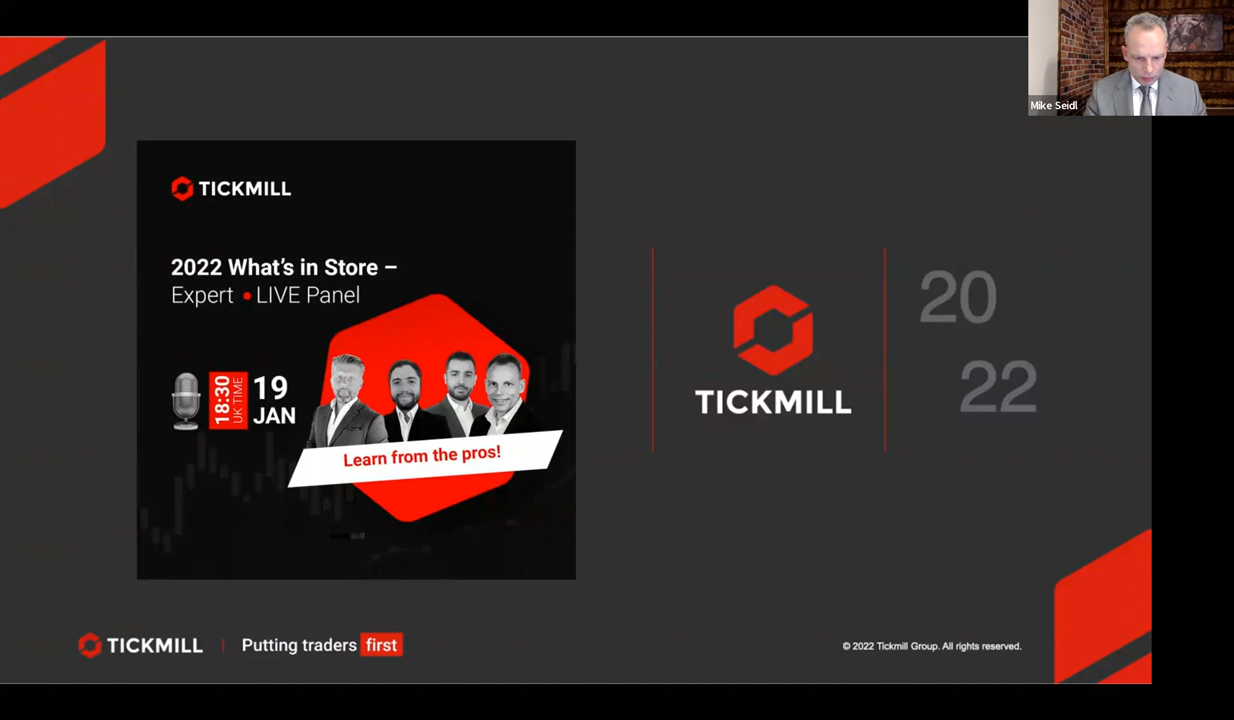 Mike Seidl
TICKMILL
2022 What's in Store –
Expert • LIVE Panel
18:30
UK TIME
19
JAN
Learn from the pros!
TICKMILL
20
22
TICKMILL
Putting traders first
© 2022 Tickmill Group. All rights reserved.